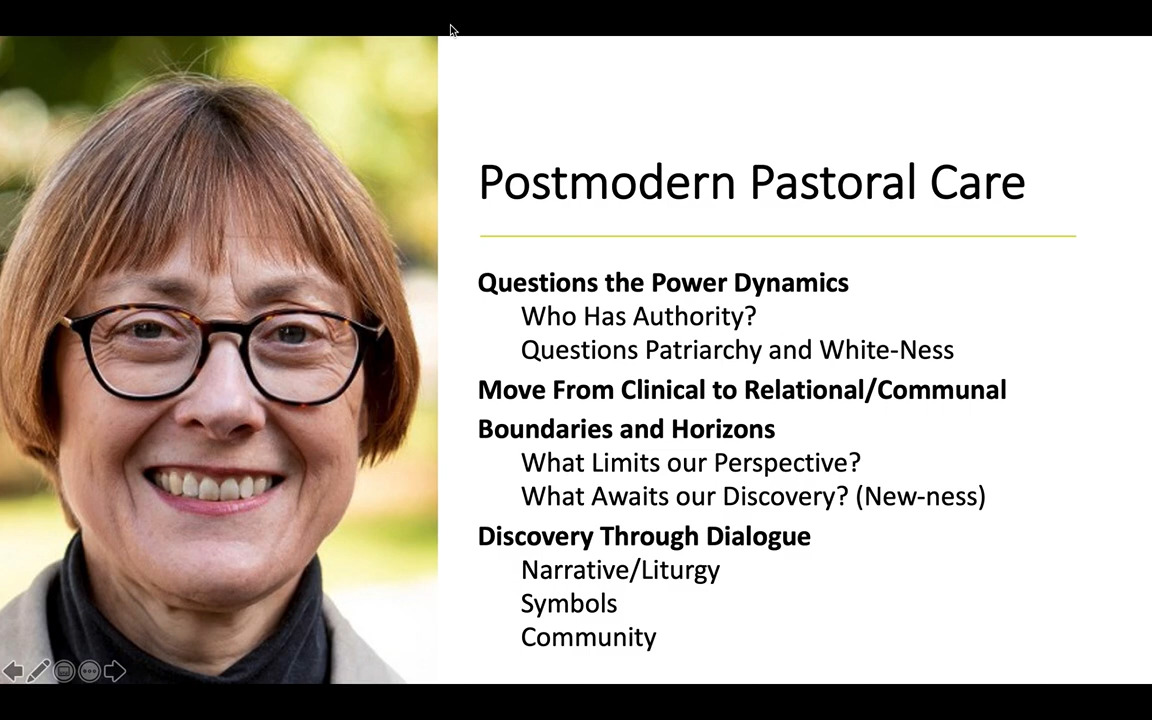 Postmodern Pastoral Care
Questions the Power Dynamics
Who Has Authority?
Questions Patriarchy and White-Ness
Move From Clinical to Relational/Communal
Boundaries and Horizons
What Limits our Perspective?
What Awaits our Discovery? (New-ness)
Discovery Through Dialogue
Narrative/Liturgy
Symbols
Community